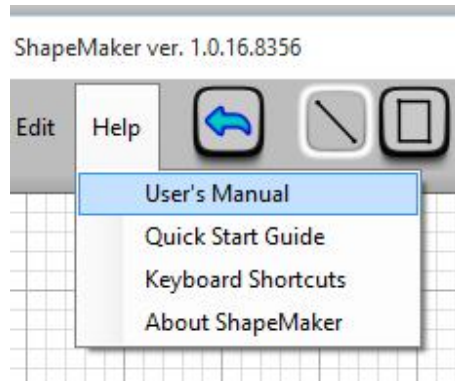 ShapeMaker ver. 1.0.16.8356
Edit Help
User's Manual
Quick Start Guide
Keyboard Shortcuts
About ShapeMaker